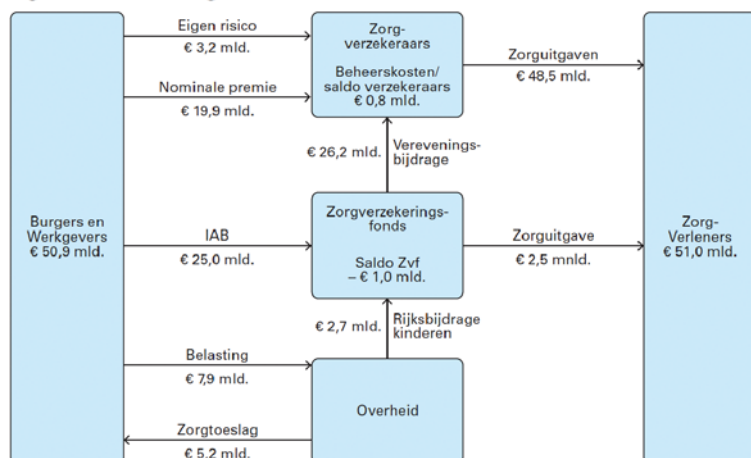 Eigen risico
€ 3,2 mld.
Nominale premie
€ 19,9 mld.
Zorg-
verzekeraars
Beheerskosten/
saldo verzekeraars
€ 0,8 mld.
Zorguitgaven
€ 48,5 mld.
€ 26,2 mld.
Verevenings-
bijdrage
Burgers en
Werkgevers
€ 50,9 mld.
IAB
€ 25,0 mld.
Zorgverzekerings-
fonds
Saldo Zvf
– € 1,0 mld.
Zorguitgave
€ 2,5 mnld.
Zorg-
Verleners
€ 51,0 mld.
€ 2,7 mld.
Rijksbijdrage
kinderen
Belasting
€ 7,9 mld.
Overheid
Zorgtoeslag
€ 5,2 mld.